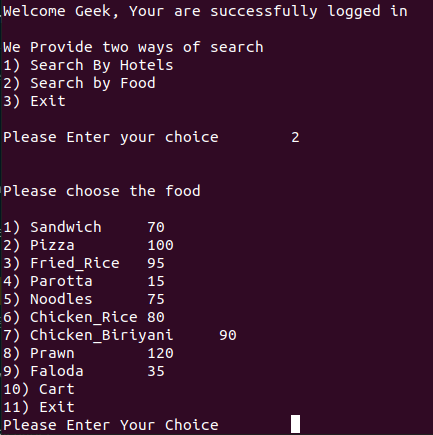 Welcome Geek, Your are successfully logged in
We Provide two ways of search
1) Search By Hotels
2) Search by Food
3) Exit
Please Enter your choice 2
Please choose the food
1) Sandwich 70
2) Pizza 100
3) Fried_Rice 95
4) Parotta 15
5) Noodles 75
6) Chicken_Rice 80
7) Chicken_Biriyani 90
8) Prawn 120
9) Faloda 35
10) Cart
11) Exit
Please Enter Your Choice